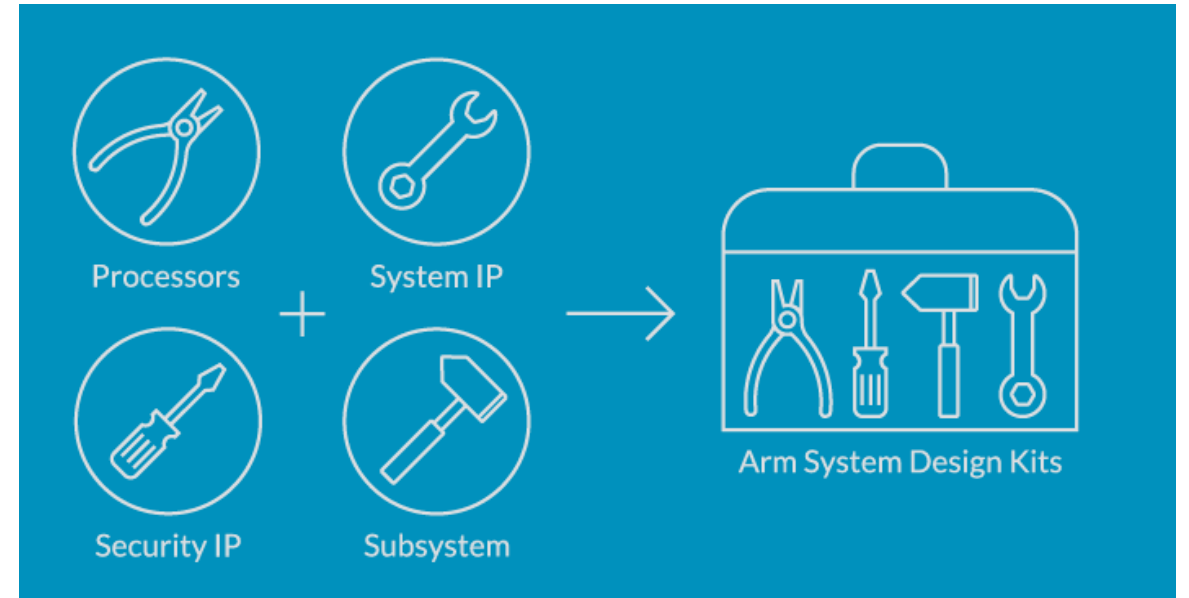 Processors
System IP
Security IP
Subsystem
Arm System Design Kits